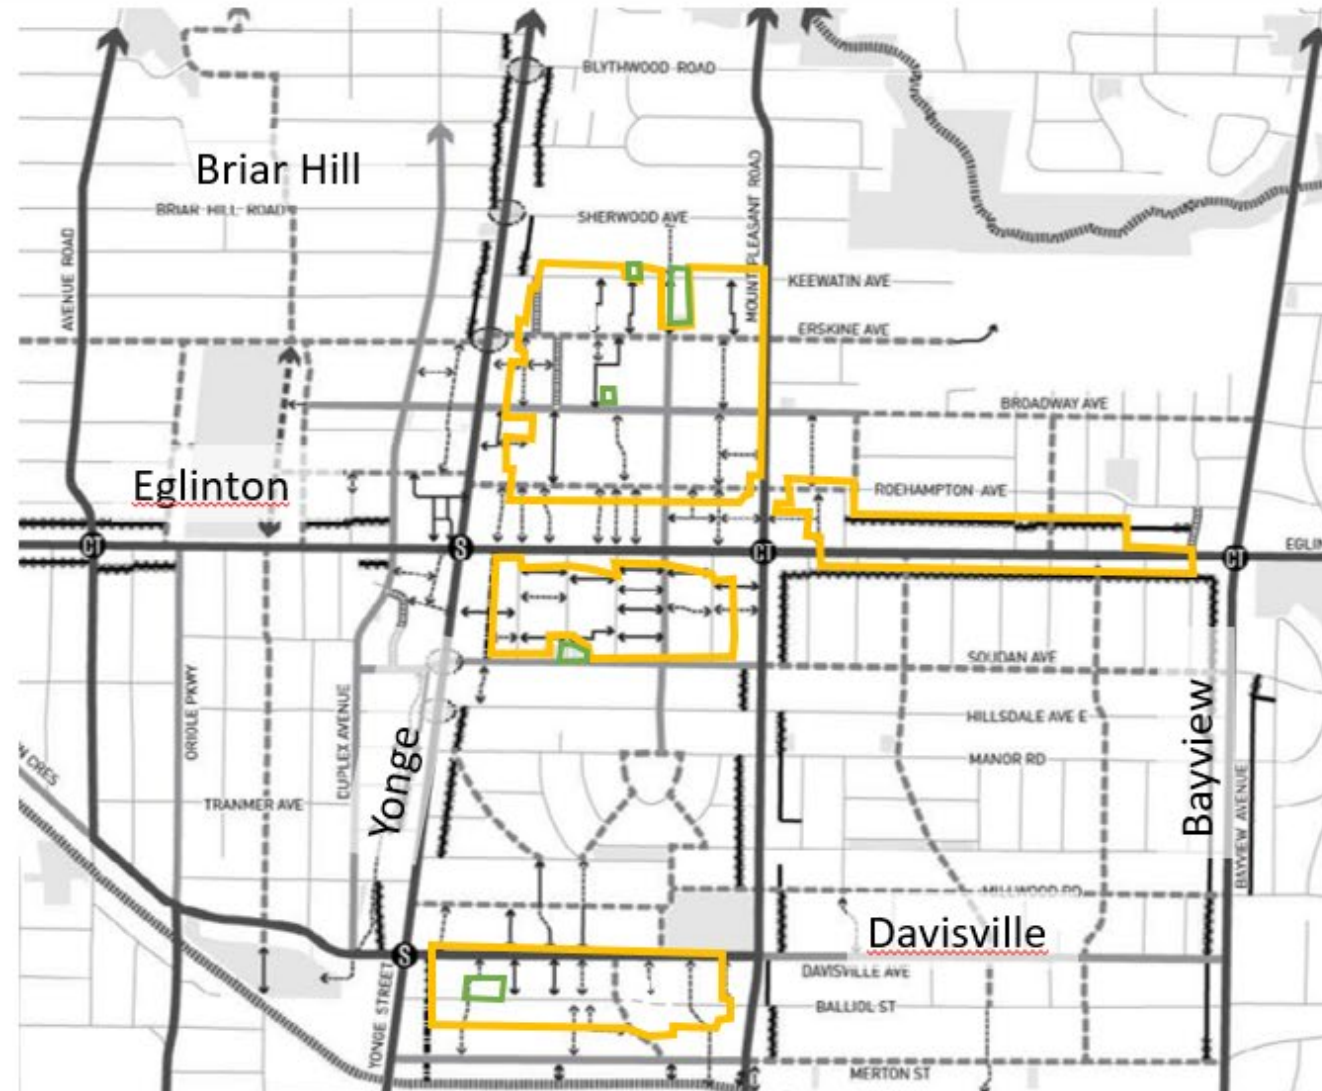 BLYTHWOOD ROAD
Briar Hill
BRIAR HILL ROAD
AVENUE ROAD
MOUNT PLEASANT ROAD
SHERWOOD AVE
KEEWATIN AVE
ERSKINE AVE
BROADWAY AVE
Eglinton
ROEHAMPTON AVE
CT
S
CT
CT
EGLIN
SOUDAN AVE
ORIOLE PKWY
DUPLEX AVENUE
Yonge
HILLSDALE AVE E
MANOR RD
Bayview
BAYVIEW AVENUE
N CRES
TRANMER AVE
MILLWOOD RD
Davisville
S
YONGE STREET
DAVISVILLE AVE
BALLIOL ST
MERTON ST